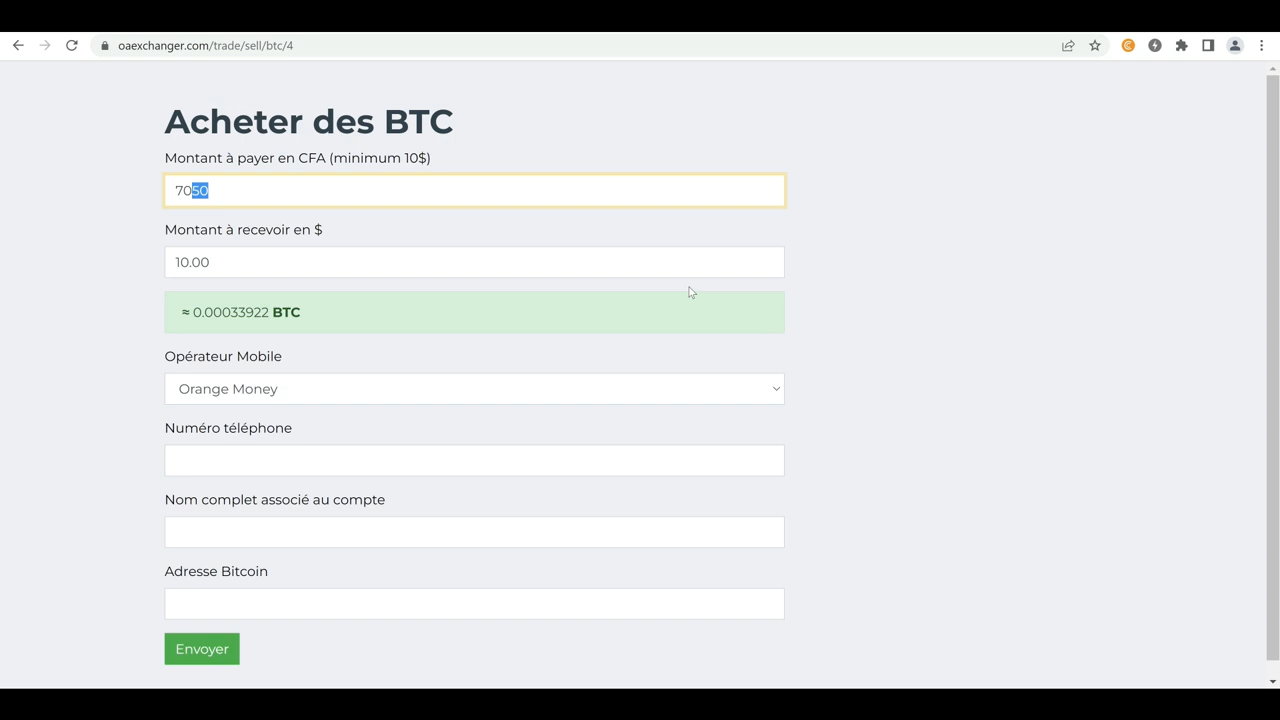 oaexchanger.com/trade/sell/btc/4
Acheter des BTC
Montant à payer en CFA (minimum 10$)
7050
Montant à recevoir en $
10.00
≈ 0.00033922 BTC
Opérateur Mobile
Orange Money
Numéro téléphone
Nom complet associé au compte
Adresse Bitcoin
Envoyer